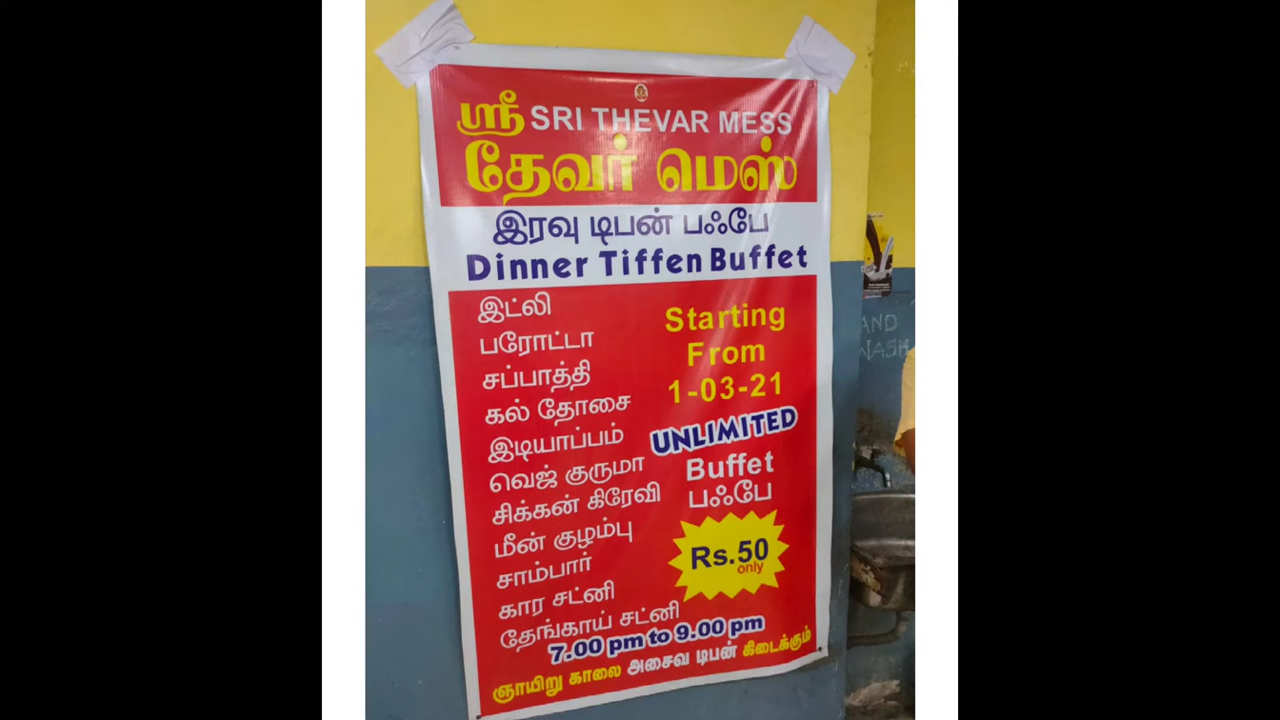 ஸ்ரீ SRI THEVAR MESS
தேவர் மெஸ்
இரவு டிபன் பஃபே
Dinner Tiffen Buffet
இட்லி
பரோட்டா
சப்பாத்தி
கல் தோசை
இடியாப்பம்
வெஜ் குருமா
சிக்கன் கிரேவி
மீன் குழம்பு
சாம்பார்
கார சட்னி
தேங்காய் சட்னி
Starting
From
1-03-21
UNLIMITED
Buffet
பஃபே
Rs.50
only
7.00 pm to 9.00 pm
ஞாயிறு காலை அசைவ டிபன் கிடைக்கும்
AND
WASH